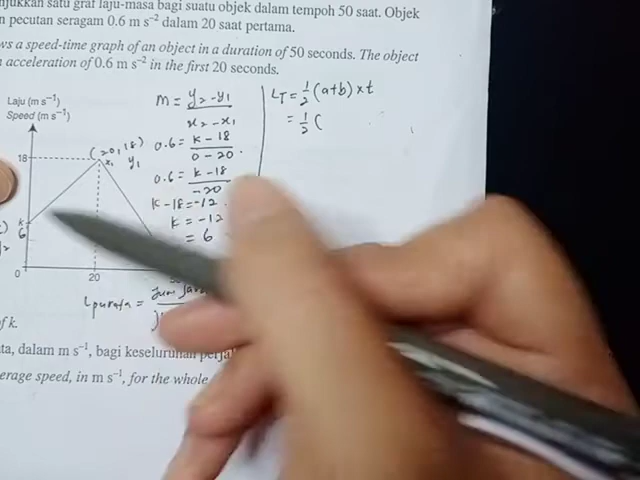 njukkan satu graf laju-masa bagi suatu objek dalam tempoh 50 saat. Objek
n pecutan seragam 0.6 m s⁻² dalam 20 saat pertama.
ws a speed-time graph of an object in a duration of 50 seconds. The object
acceleration of 0.6 m s⁻² in the first 20 seconds.
Laju (m s⁻¹)
Speed (m s⁻¹)
18
(20, 18)
x₁ y₁
k
6
0
20
m = y₂-y₁
x₂-x₁
0.6 = k-18
0-20
0.6 = k-18
-20
k-18 = -12
k = -12
= 6
LT = ½(a+b)×t
= ½(
Lpurata =
of k.
ta, dalam m s⁻¹, bagi keseluruhan perja
erage speed, in m s⁻¹, for the whole